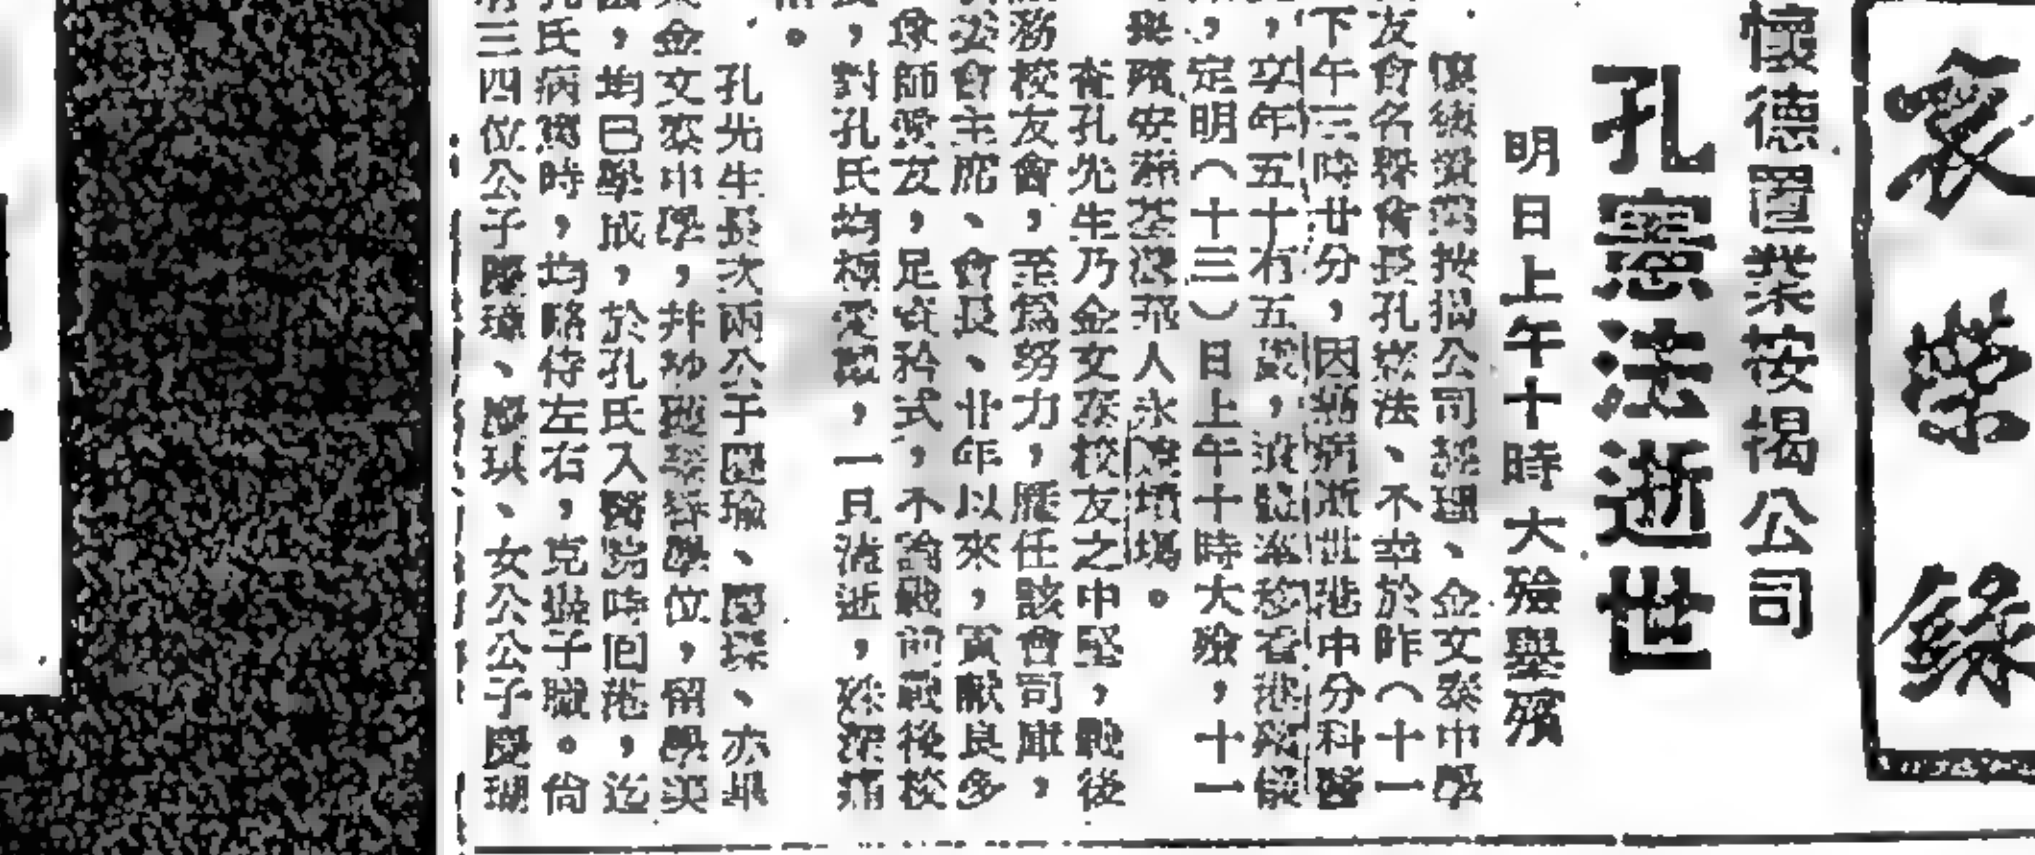 哀榮錄
懷德置業按揭公司
孔憲法逝世
明日上午十時大殮舉殯
懷德置業按揭公司經理、金文泰中學
友會名譽會長孔憲法、不幸於昨(十一
下午三時廿分,因病逝世港中分科醫
,享年五十有五歲,遺體奉移香港殯儀
,定明(十三)日上午十時大殮,十一
舉殯安葬荃灣華人永遠墳場。
查孔先生乃金文泰校友之中堅,戰後
務校友會,至為努力,歷任該會司庫,
委會主席、會長、廿年以來,貢獻良多
尊師愛友,足資矜式,不論戰前戰後校
,對孔氏均極愛戴,一旦溘逝,殊深痛
。
孔先生長次兩公子慶瑜、慶琛、亦畢
金文泰中學,并抄學位,留學英
,均已學成,於孔氏入醫院時回港,迄
孔氏病篤時,均略侍左右,克盡子職。尚
三四位公子慶璋、慶琪、女公公子慶瑚